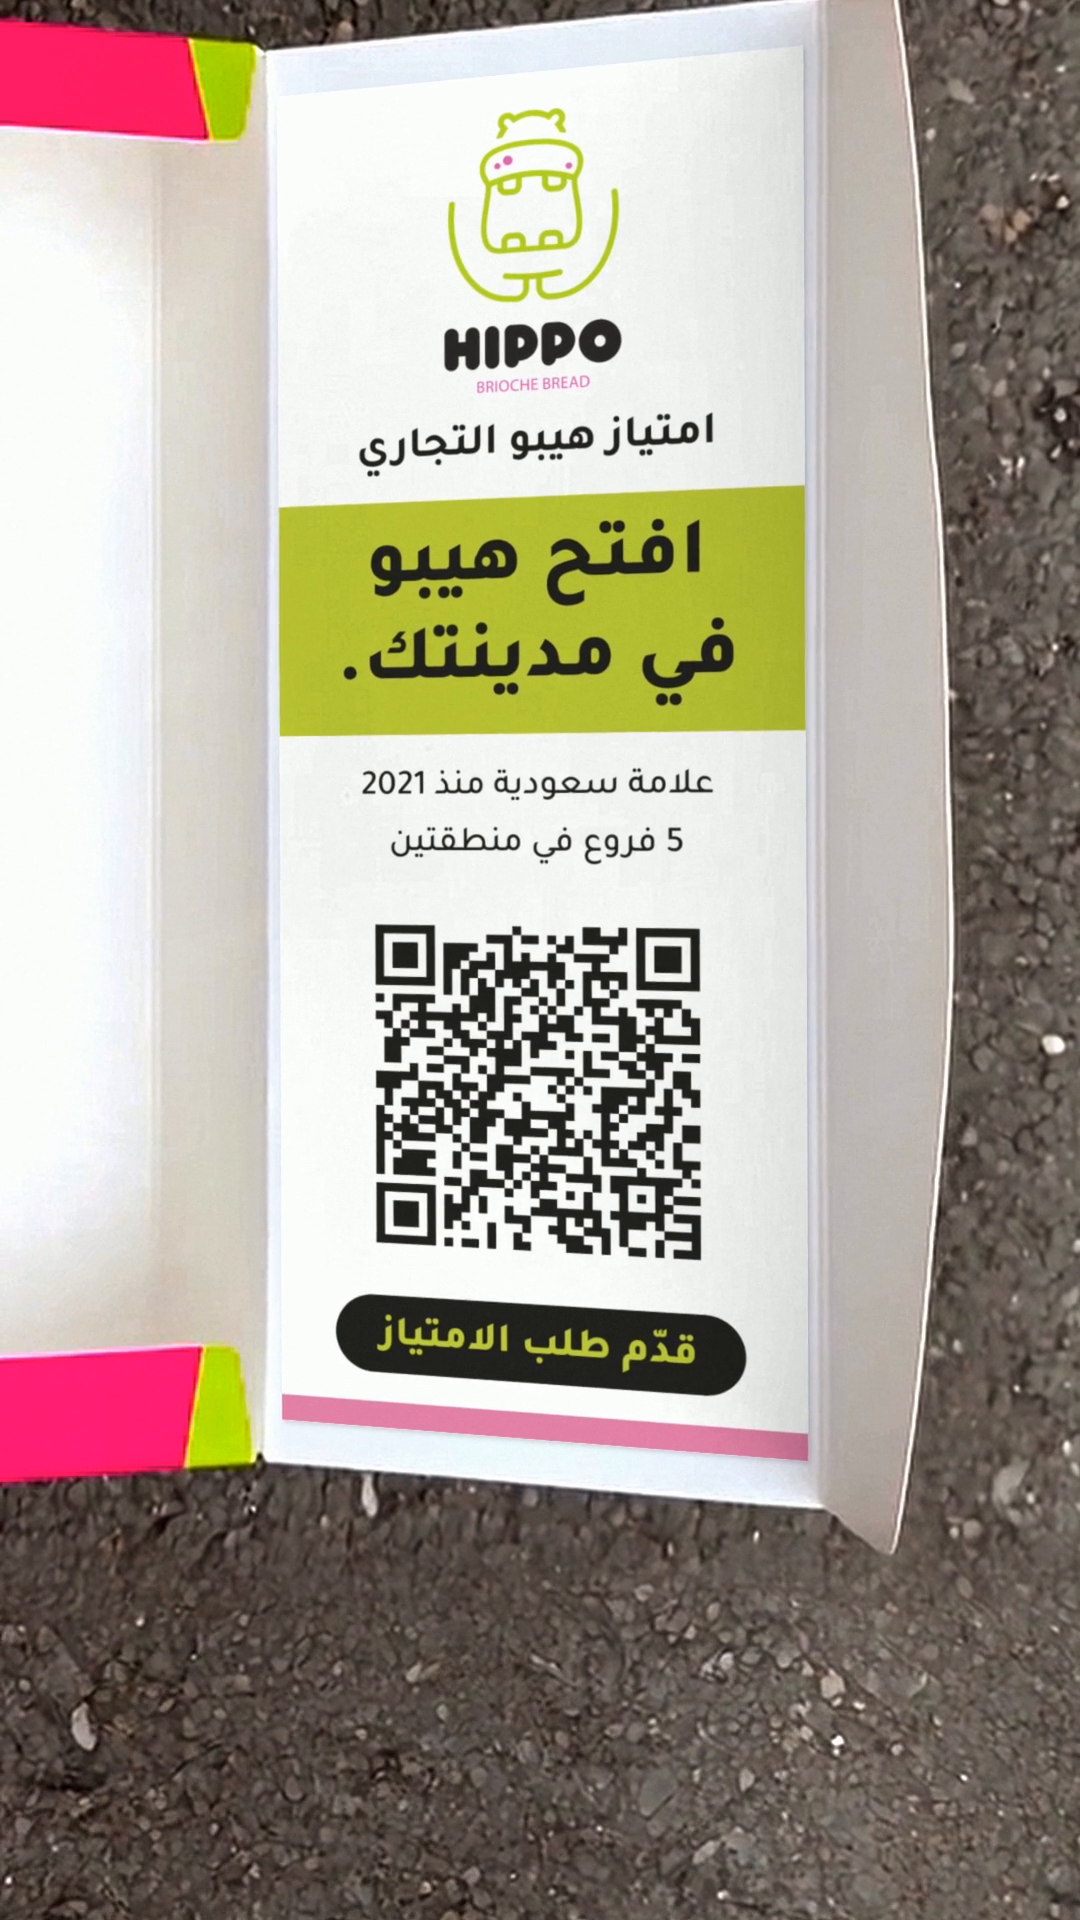 HIPPO
BRIOCHE BREAD
امتياز هيبو التجاري
افتح هيبو
في مدينتك.
علامة سعودية منذ 2021
5 فروع في منطقتين
قدّم طلب الامتياز